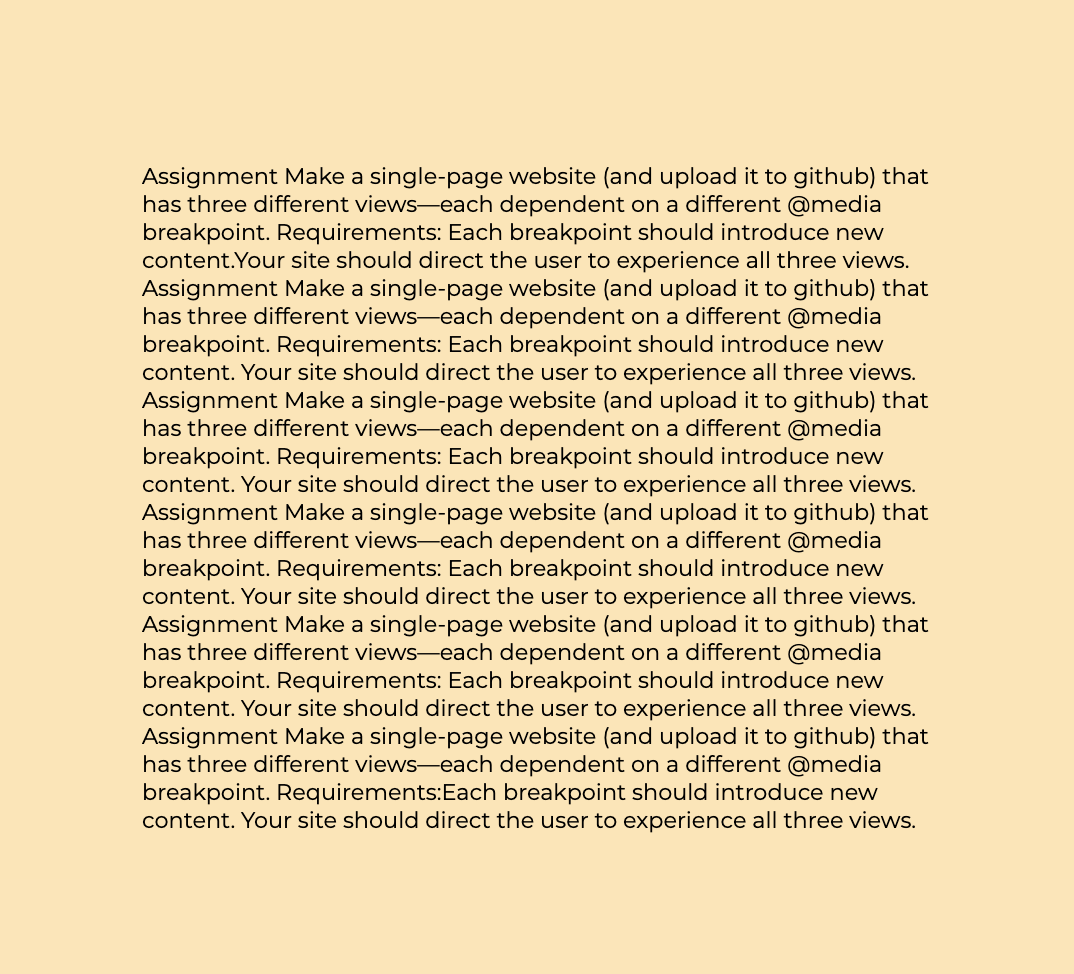 Assignment Make a single-page website (and upload it to github) that
has three different views—each dependent on a different @media
breakpoint. Requirements: Each breakpoint should introduce new
content.Your site should direct the user to experience all three views.
Assignment Make a single-page website (and upload it to github) that
has three different views—each dependent on a different @media
breakpoint. Requirements: Each breakpoint should introduce new
content. Your site should direct the user to experience all three views.
Assignment Make a single-page website (and upload it to github) that
has three different views—each dependent on a different @media
breakpoint. Requirements: Each breakpoint should introduce new
content. Your site should direct the user to experience all three views.
Assignment Make a single-page website (and upload it to github) that
has three different views—each dependent on a different @media
breakpoint. Requirements: Each breakpoint should introduce new
content. Your site should direct the user to experience all three views.
Assignment Make a single-page website (and upload it to github) that
has three different views—each dependent on a different @media
breakpoint. Requirements: Each breakpoint should introduce new
content. Your site should direct the user to experience all three views.
Assignment Make a single-page website (and upload it to github) that
has three different views—each dependent on a different @media
breakpoint. Requirements:Each breakpoint should introduce new
content. Your site should direct the user to experience all three views.